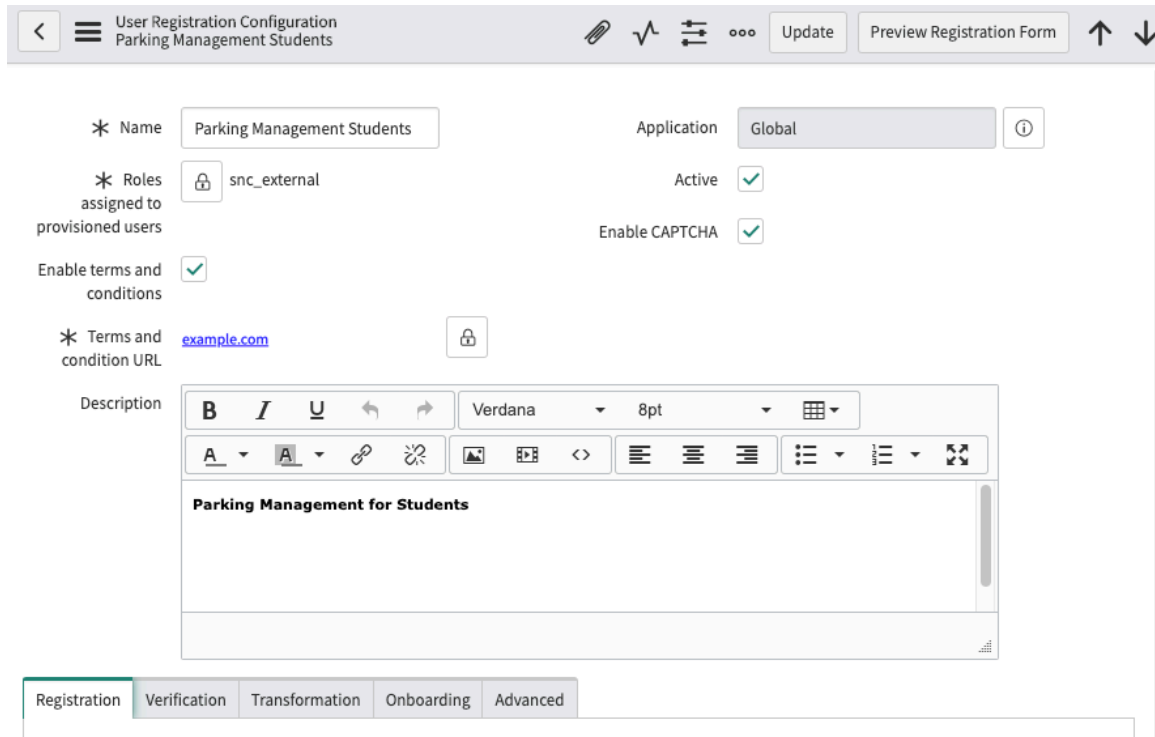 User Registration Configuration
Parking Management Students
Update
Preview Registration Form
Name
Parking Management Students
Application
Global
Roles
assigned to
provisioned users
snc_external
Active
Enable CAPTCHA
Enable terms and
conditions
Terms and
condition URL
example.com
Description
B I U
Verdana
8pt
A A
Parking Management for Students
Registration
Verification
Transformation
Onboarding
Advanced